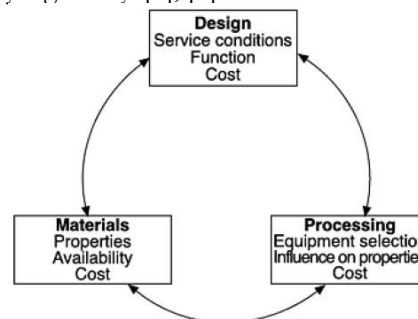 Design
Service conditions
Function
Cost
Materials
Properties
Availability
Cost
Processing
Equipment selectio
Influence on propertie
Cost